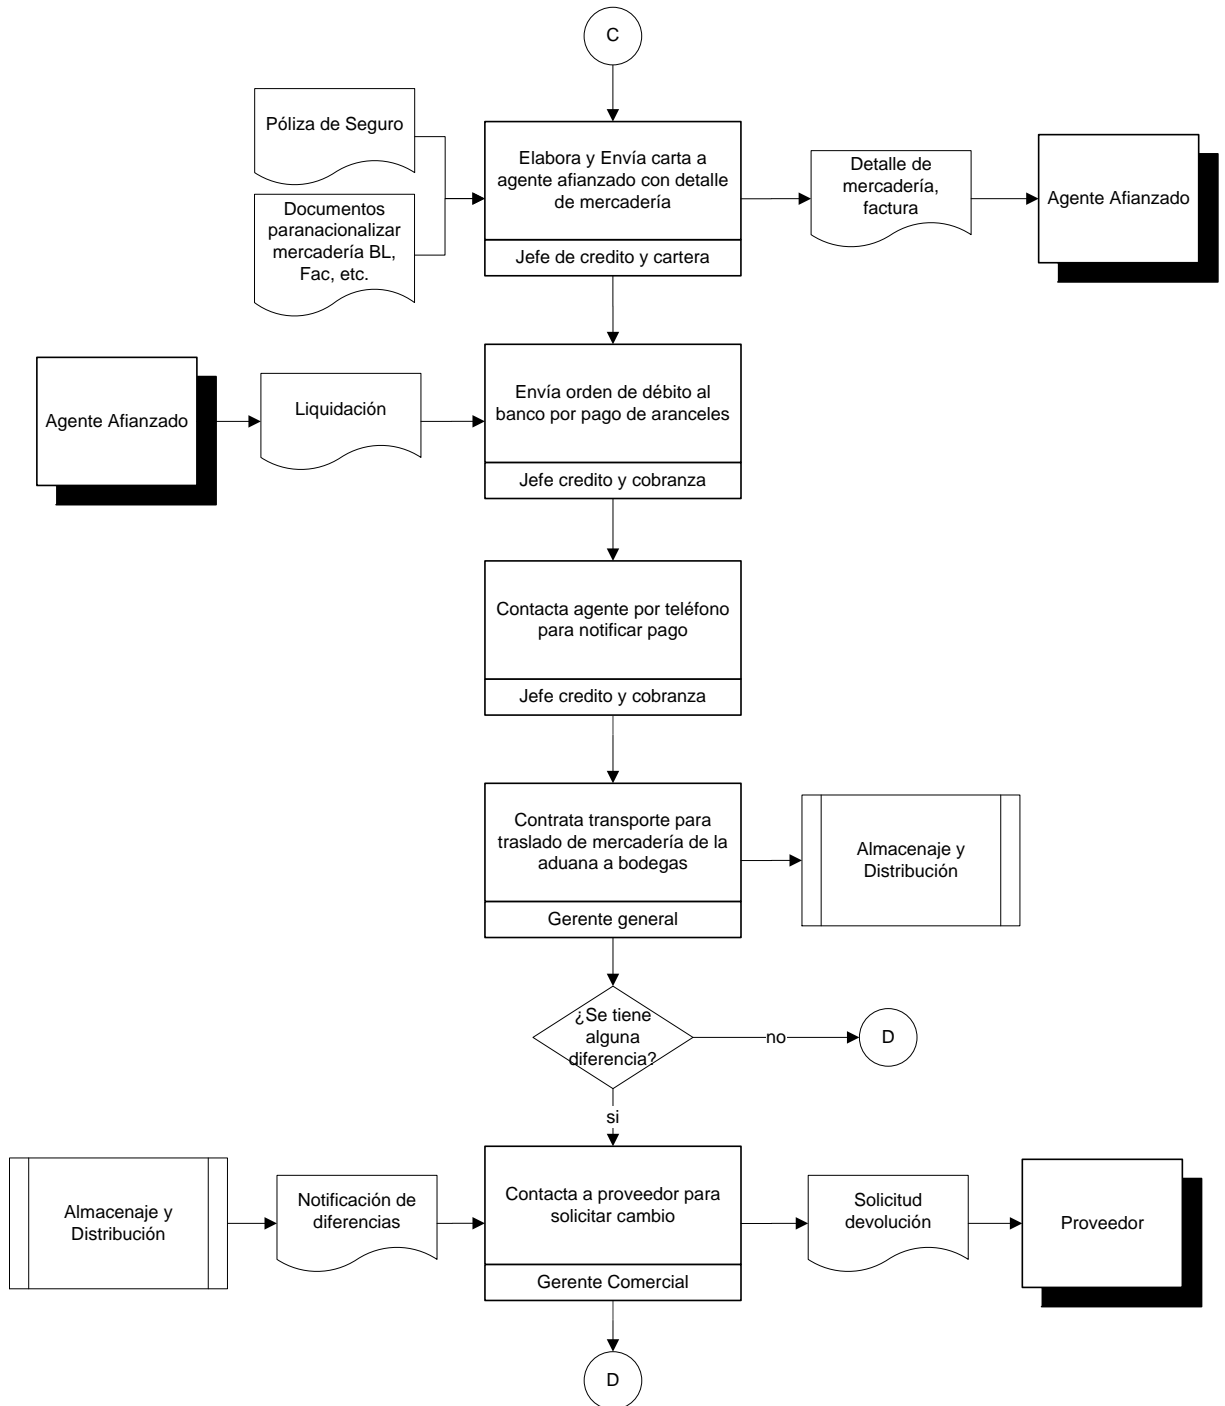 C
Póliza de Seguro
Documentos
paranacionalizar
mercadería BL,
Fac, etc.
Elabora y Envía carta a
agente afianzado con detalle
de mercadería
Jefe de credito y cartera
Detalle de
mercadería,
factura
Agente Afianzado
Agente Afianzado
Liquidación
Envía orden de débito al
banco por pago de aranceles
Jefe credito y cobranza
Contacta agente por teléfono
para notificar pago
Jefe credito y cobranza
Contrata transporte para
traslado de mercadería de la
aduana a bodegas
Gerente general
Almacenaje y
Distribución
¿Se tiene
alguna
diferencia?
no
D
si
Almacenaje y
Distribución
Notificación de
diferencias
Contacta a proveedor para
solicitar cambio
Gerente Comercial
Solicitud
devolución
Proveedor
D